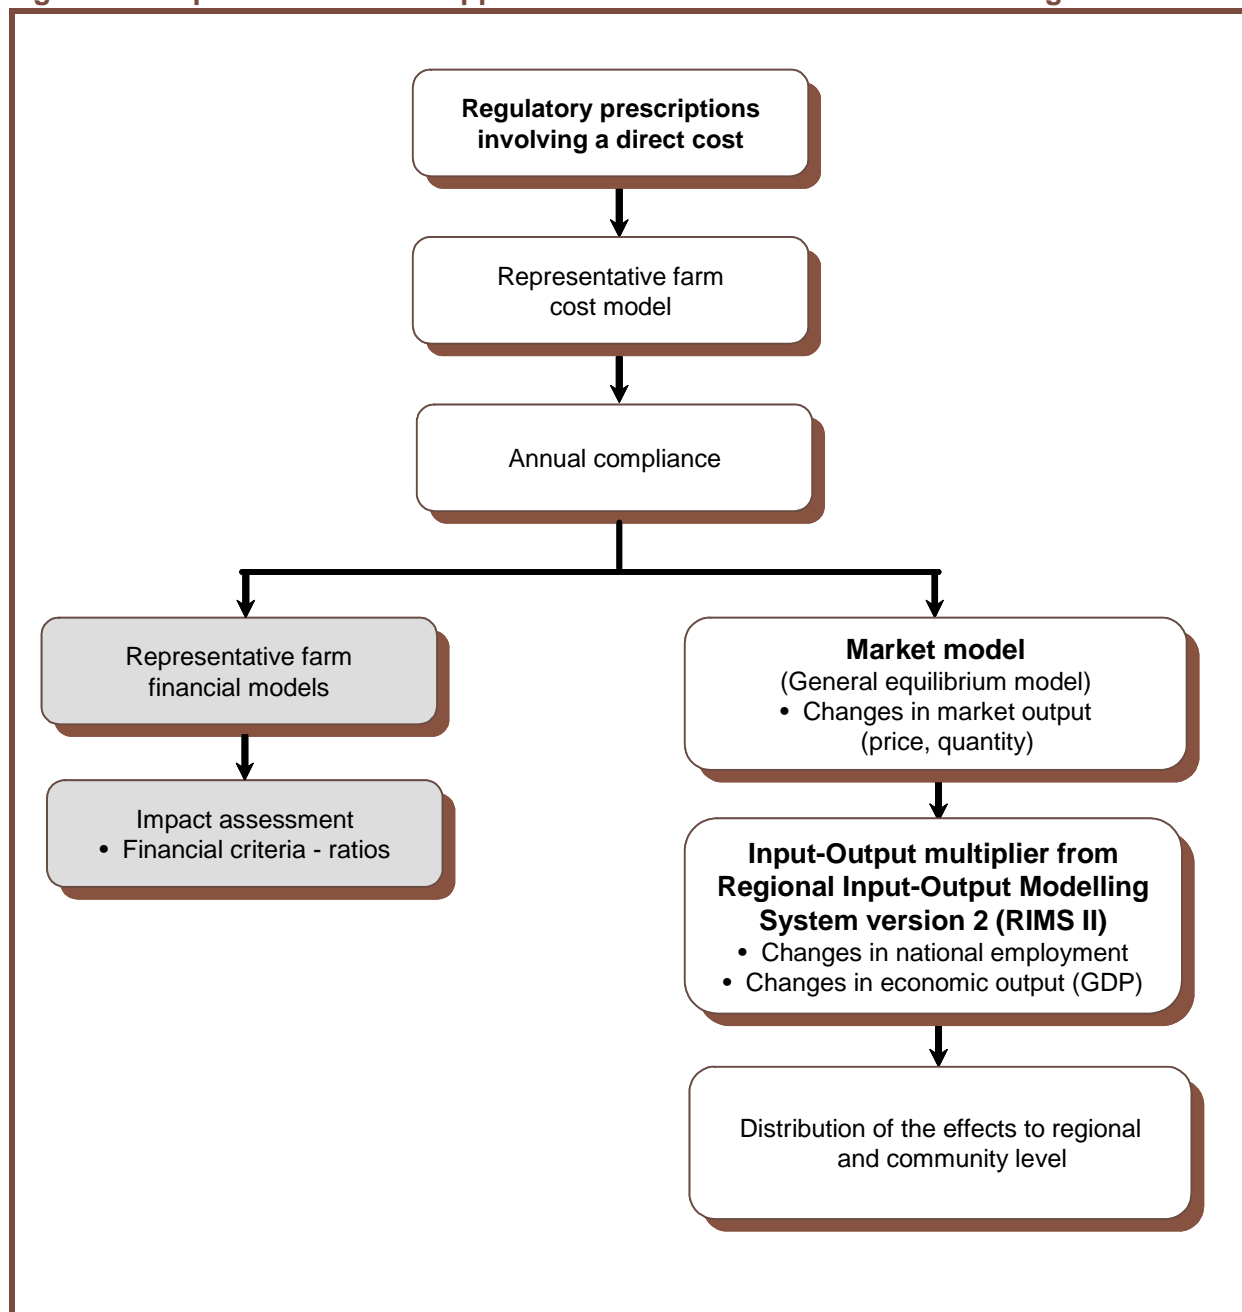 Regulatory prescriptions
involving a direct cost
Representative farm
cost model
Annual compliance
Representative farm
financial models
Impact assessment
• Financial criteria - ratios
Market model
(General equilibrium model)
• Changes in market output
(price, quantity)
Input-Output multiplier from
Regional Input-Output Modelling
System version 2 (RIMS II)
• Changes in national employment
• Changes in economic output (GDP)
Distribution of the effects to regional
and community level